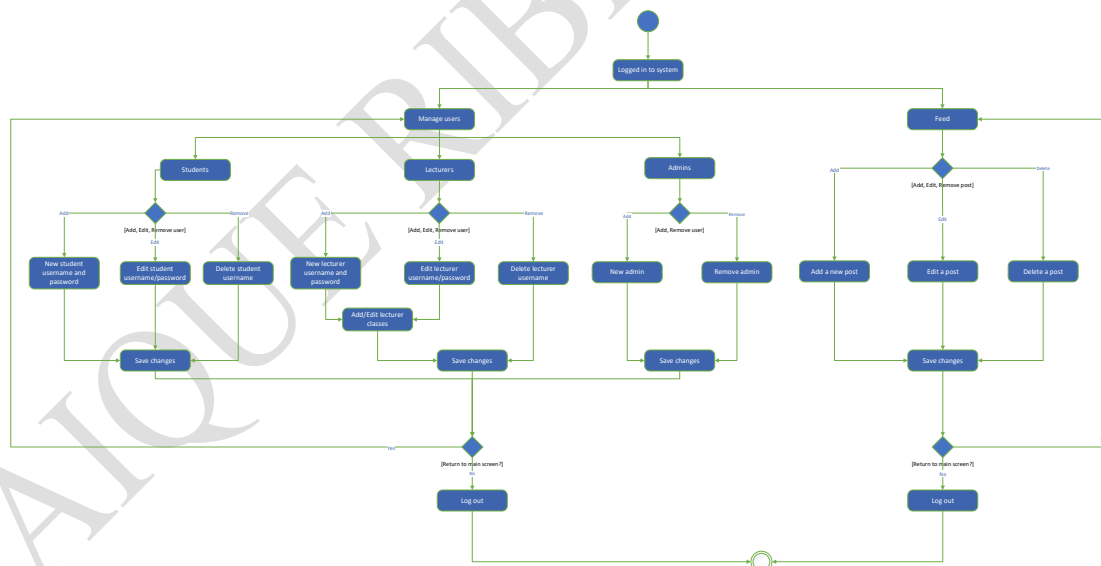 Logged in to system
Manage users
Feed
Students
Lecturers
Admins
Add
[Add, Edit, Remove post]
Delete
Edit
Add
[Add, Edit, Remove user]
Remove
Edit
Add
[Add, Edit, Remove user]
Remove
Edit
Add
[Add, Remove user]
Remove
New student
username and
password
Edit student
username/password
Delete student
username
New lecturer
username and
password
Edit lecturer
username/password
Delete lecturer
username
New admin
Remove admin
Add a new post
Edit a post
Delete a post
Add/Edit lecturer
classes
Save changes
Save changes
Save changes
Save changes
Yes
[Return to main screen?]
No
[Return to main screen?]
No
Log out
Log out
AIQUE RIB